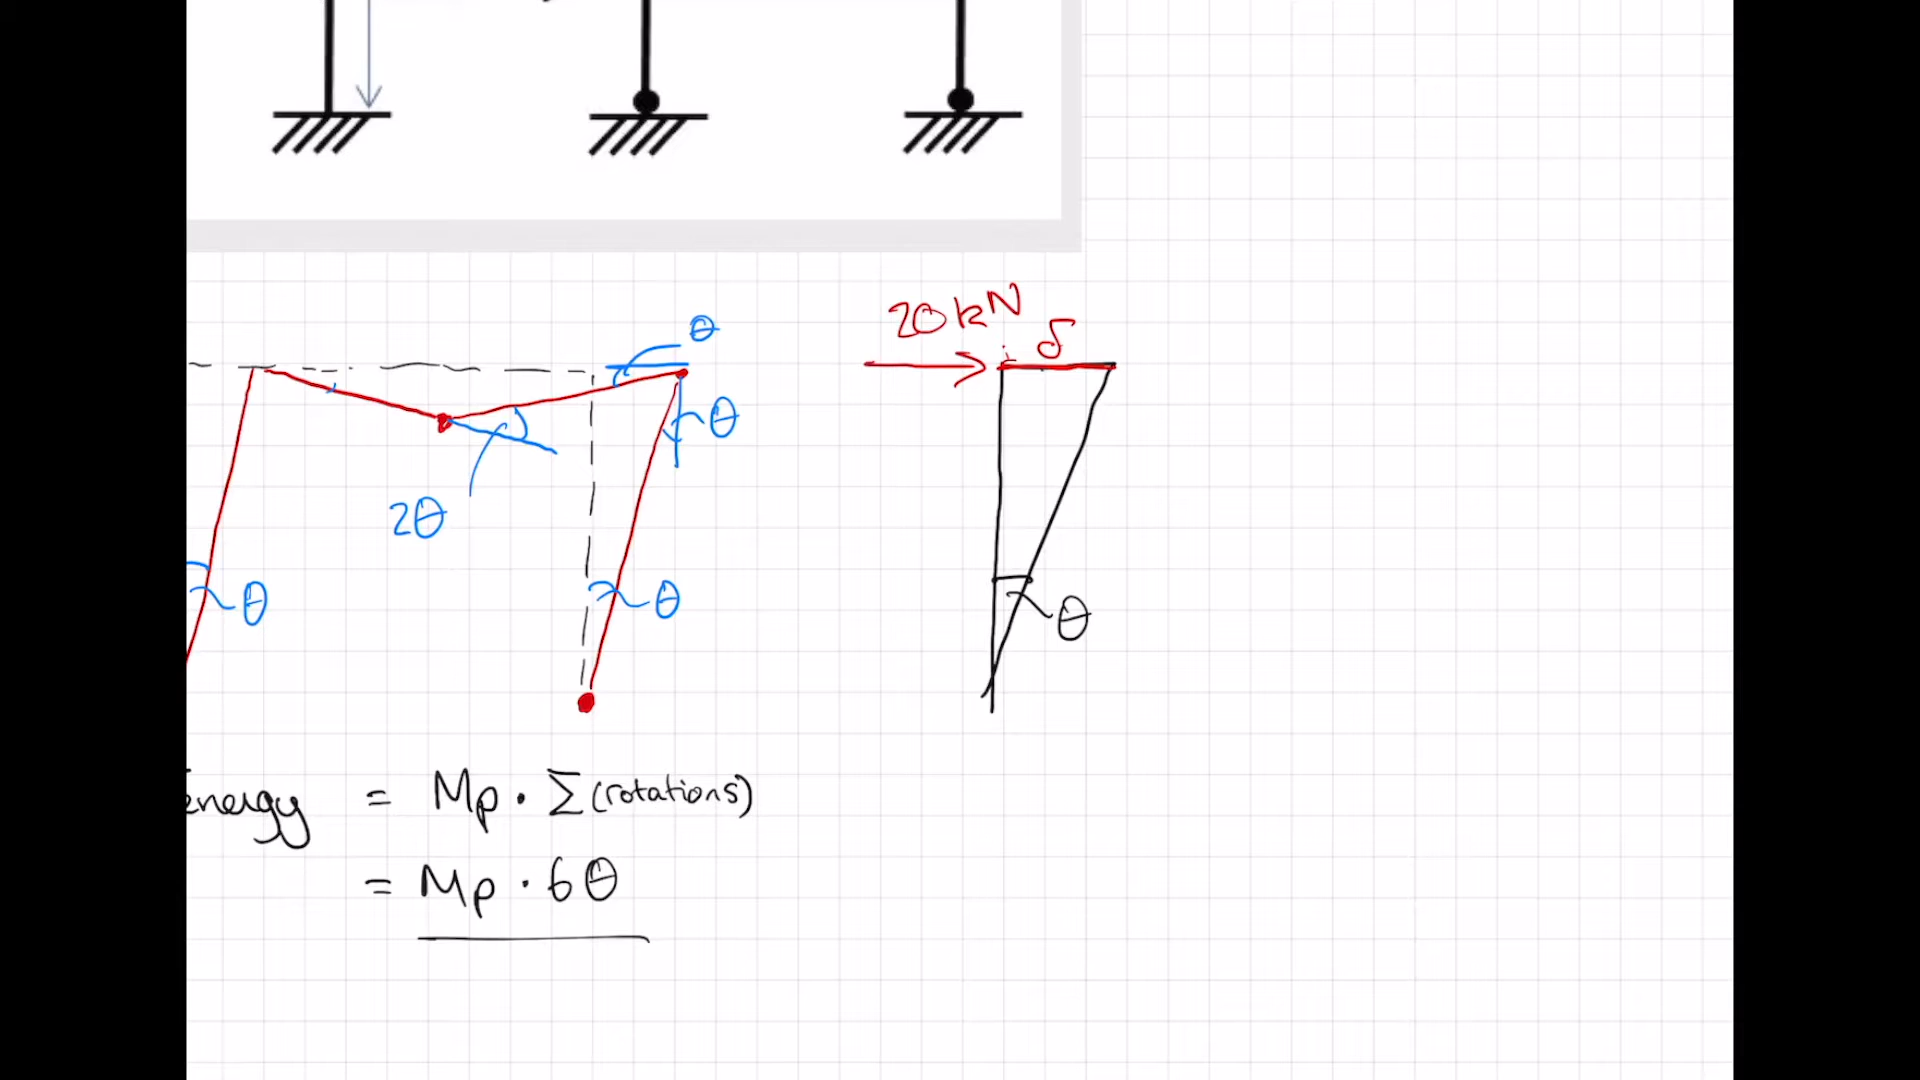 20kN
δ
θ
θ
2θ
θ
θ
θ
energy = Mp · Σ(rotations)
= Mp · 6θ